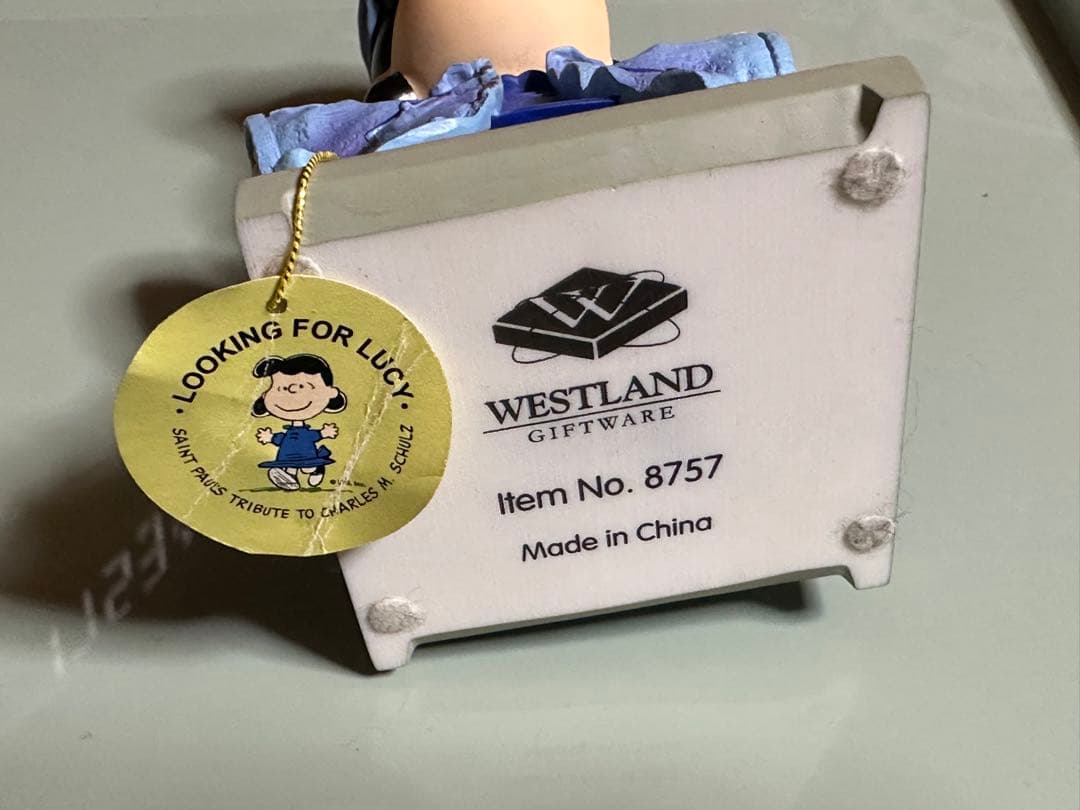 • LOOKING FOR LUCY •
SAINT PAUL'S TRIBUTE TO CHARLES M. SCHULZ
W
WESTLAND
GIFTWARE
Item No. 8757
Made in China